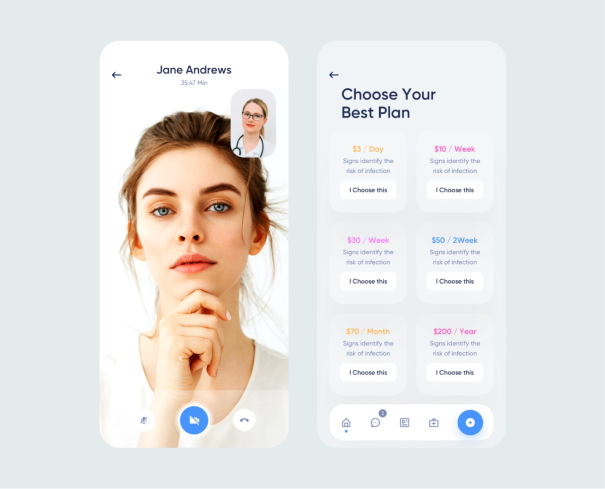 Jane Andrews
35:47 Min
Choose Your
Best Plan
$3 / Day
Signs identify the
risk of infection
I Choose this
$10 / Week
Signs identify the
risk of infection
I Choose this
$30 / Week
Signs identify the
risk of infection
I Choose this
$50 / 2Week
Signs identify the
risk of infection
I Choose this
$70 / Month
Signs identify the
risk of infection
I Choose this
$200 / Year
Signs identify the
risk of infection
I Choose this